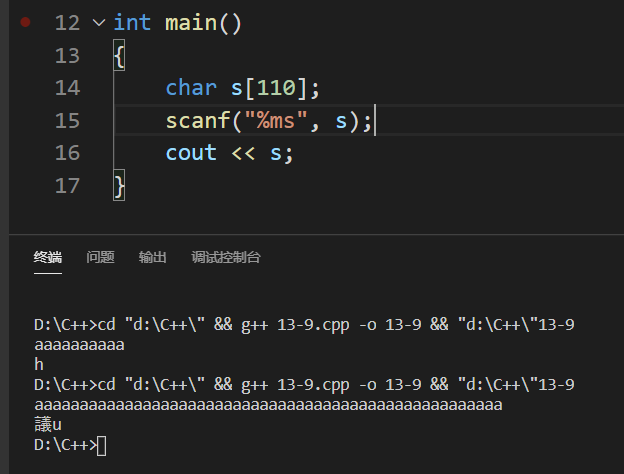 12 int main()
13 {
14 char s[110];
15 scanf("%ms", s);
16 cout << s;
17 }
终端 问题 输出 调试控制台
D:\C++>cd "d:\C++\" && g++ 13-9.cpp -o 13-9 && "d:\C++\"13-9
aaaaaaaaaa
h
D:\C++>cd "d:\C++\" && g++ 13-9.cpp -o 13-9 && "d:\C++\"13-9
aaaaaaaaaaaaaaaaaaaaaaaaaaaaaaaaaaaaaaaaaaaaaaaaaaaa
議u
D:\C++>